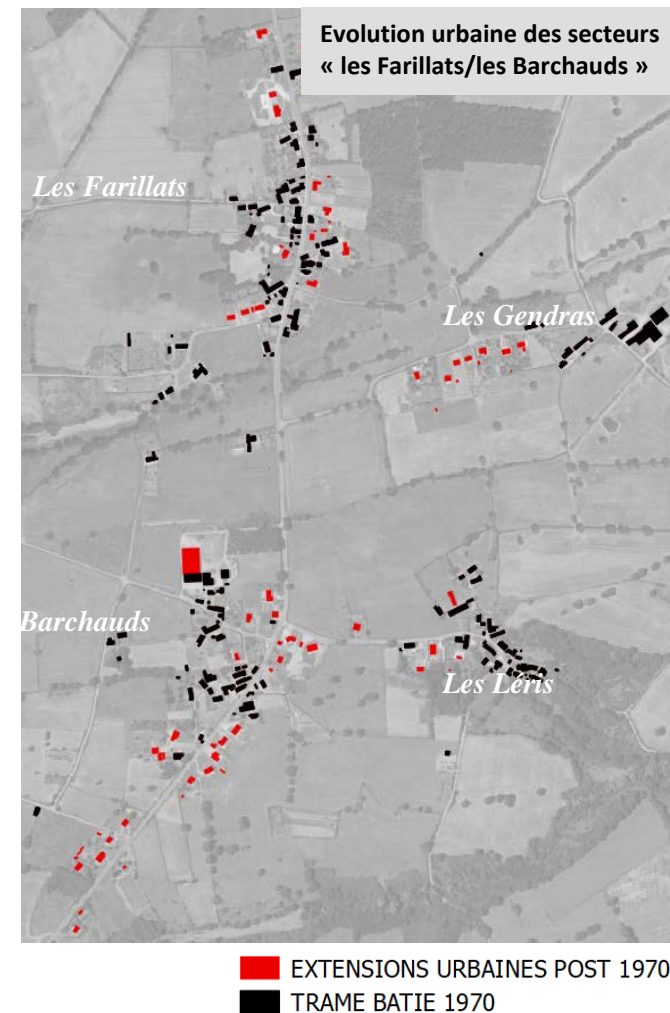 Evolution urbaine des secteurs
« les Farillats/les Barchauds »
Les Farillats
Les Gendras
Barchauds
Les Léris
EXTENSIONS URBAINES POST 1970
TRAME BATIE 1970